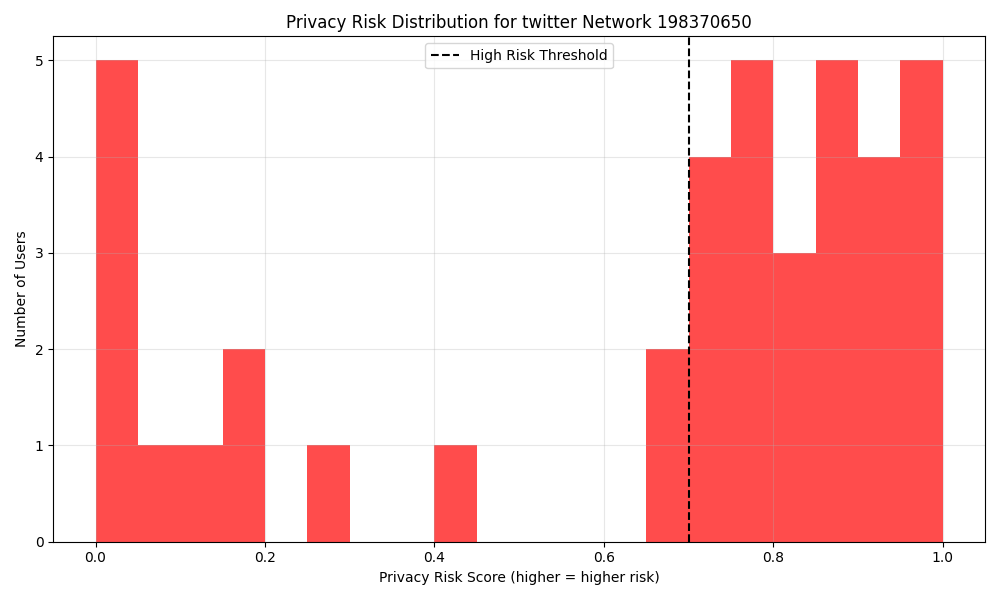 Privacy Risk Distribution for twitter Network 198370650
High Risk Threshold
Number of Users
5
4
3
2
1
0
0.0 0.2 0.4 0.6 0.8 1.0
Privacy Risk Score (higher = higher risk)